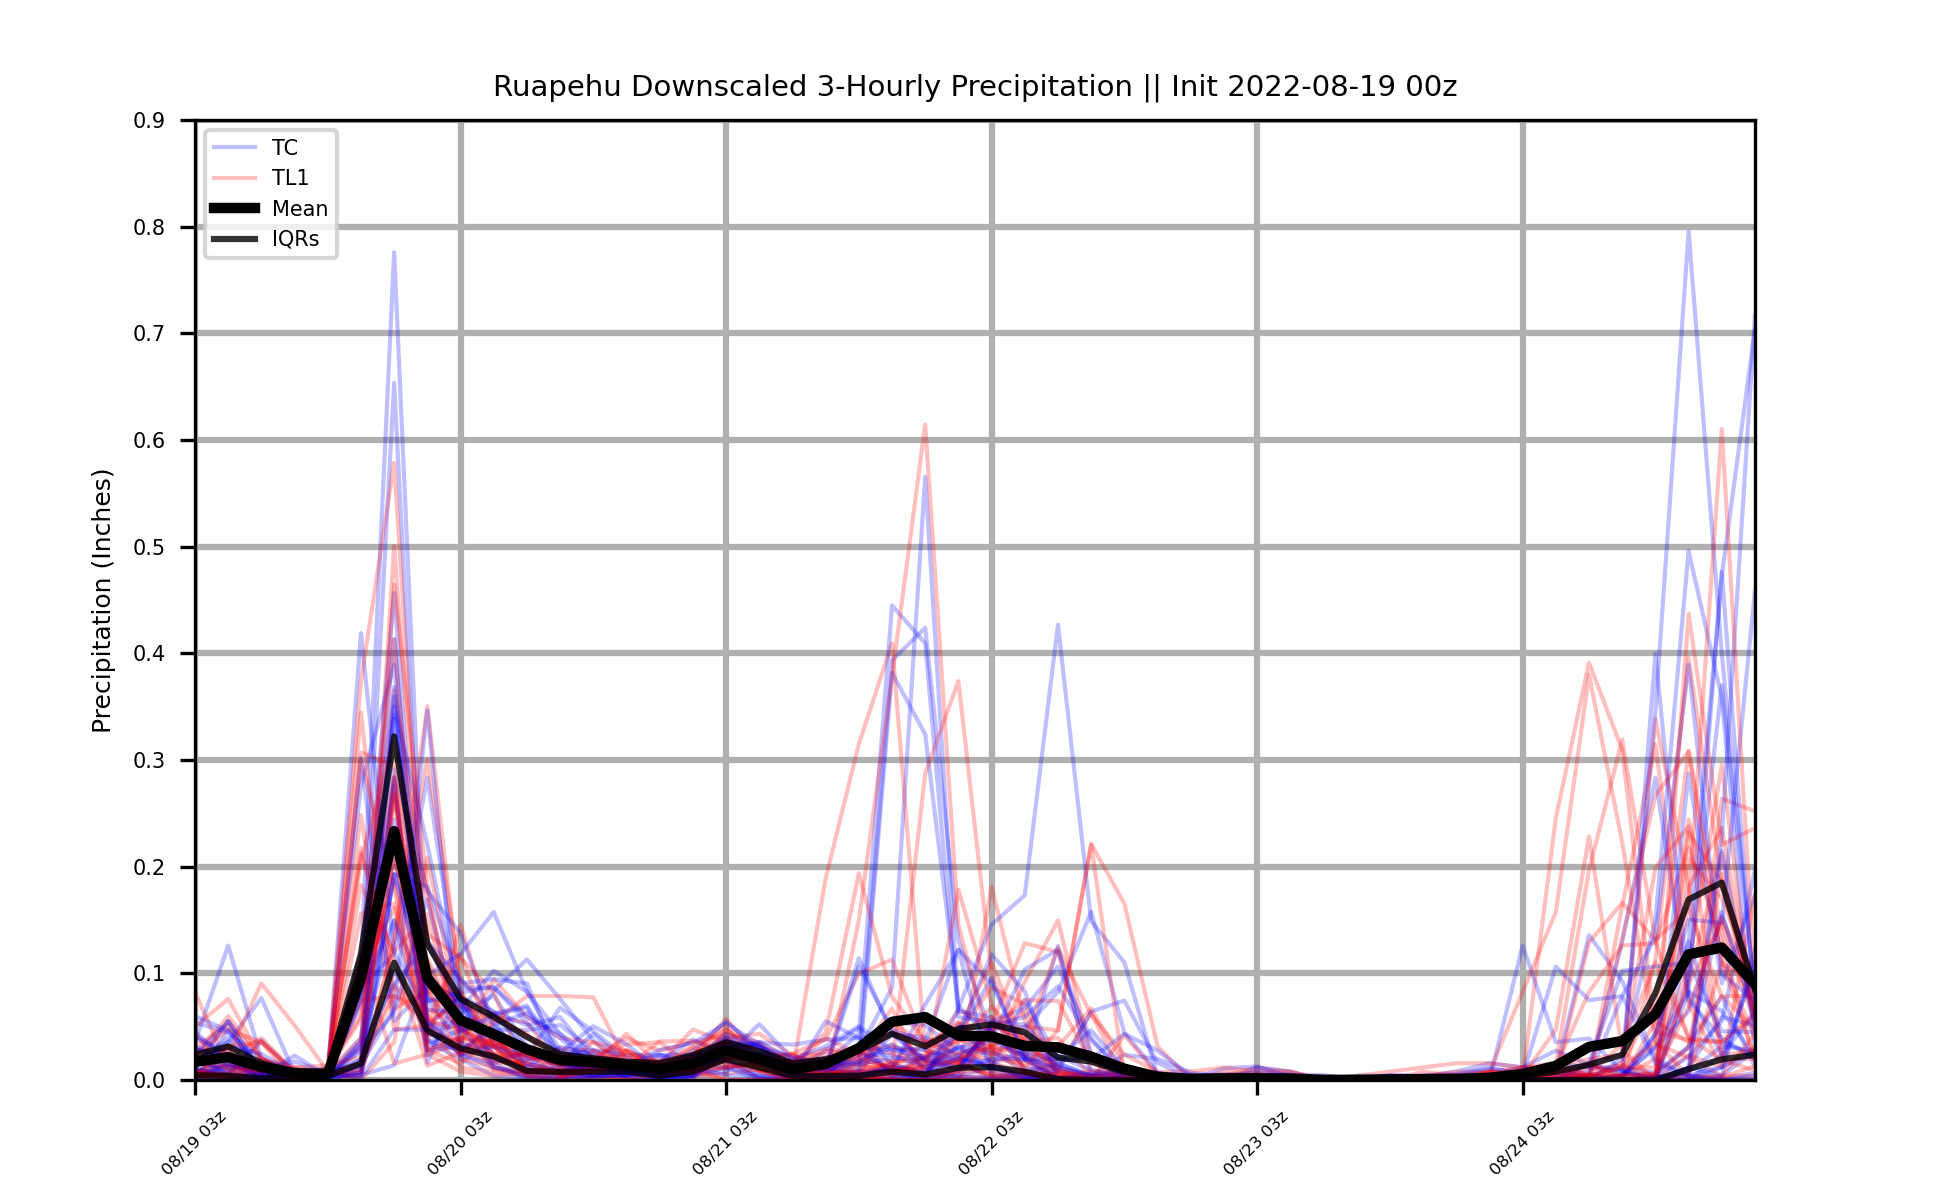 Ruapehu Downscaled 3-Hourly Precipitation || Init 2022-08-19 00z
TC
TL1
Mean
IQRs
Precipitation (Inches)
0.9
0.8
0.7
0.6
0.5
0.4
0.3
0.2
0.1
0.0
08/19 03z
08/20 03z
08/21 03z
08/22 03z
08/23 03z
08/24 03z